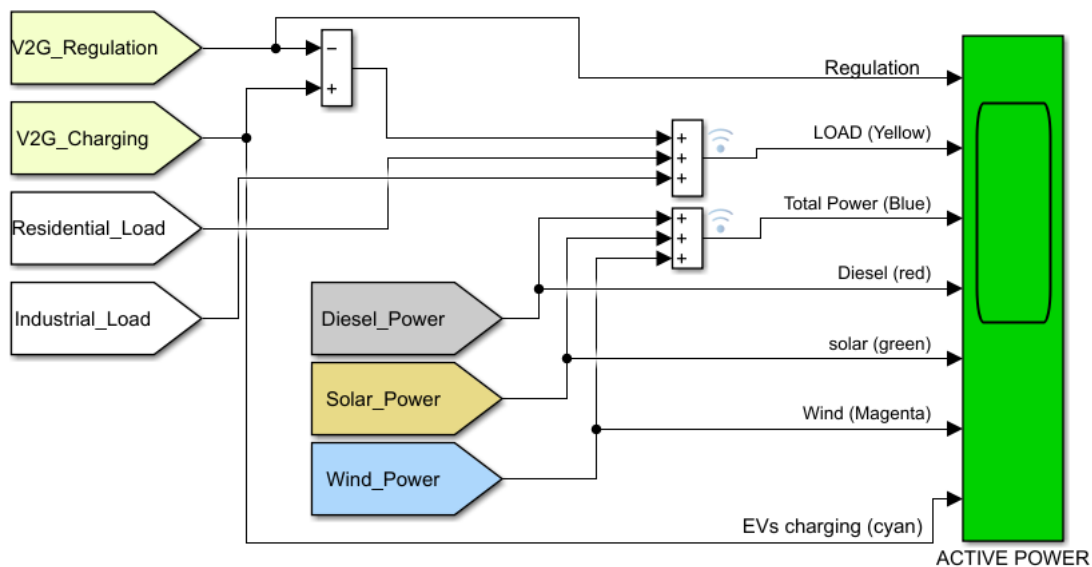 V2G_Regulation
V2G_Charging
Residential_Load
Industrial_Load
−
+
+
+
+
+
+
+
Diesel_Power
Solar_Power
Wind_Power
Regulation
LOAD (Yellow)
Total Power (Blue)
Diesel (red)
solar (green)
Wind (Magenta)
EVs charging (cyan)
ACTIVE POWER